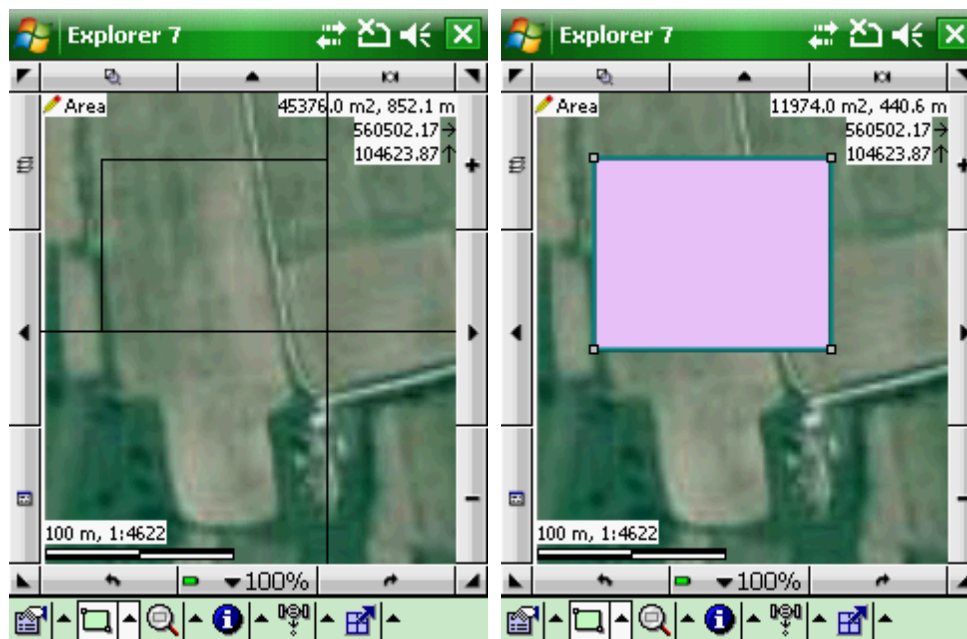 Explorer 7
Area
45376.0 m2, 852.1 m
560502.17
104623.87
100 m, 1:4622
100%
Explorer 7
Area
11974.0 m2, 440.6 m
560502.17
104623.87
100 m, 1:4622
100%